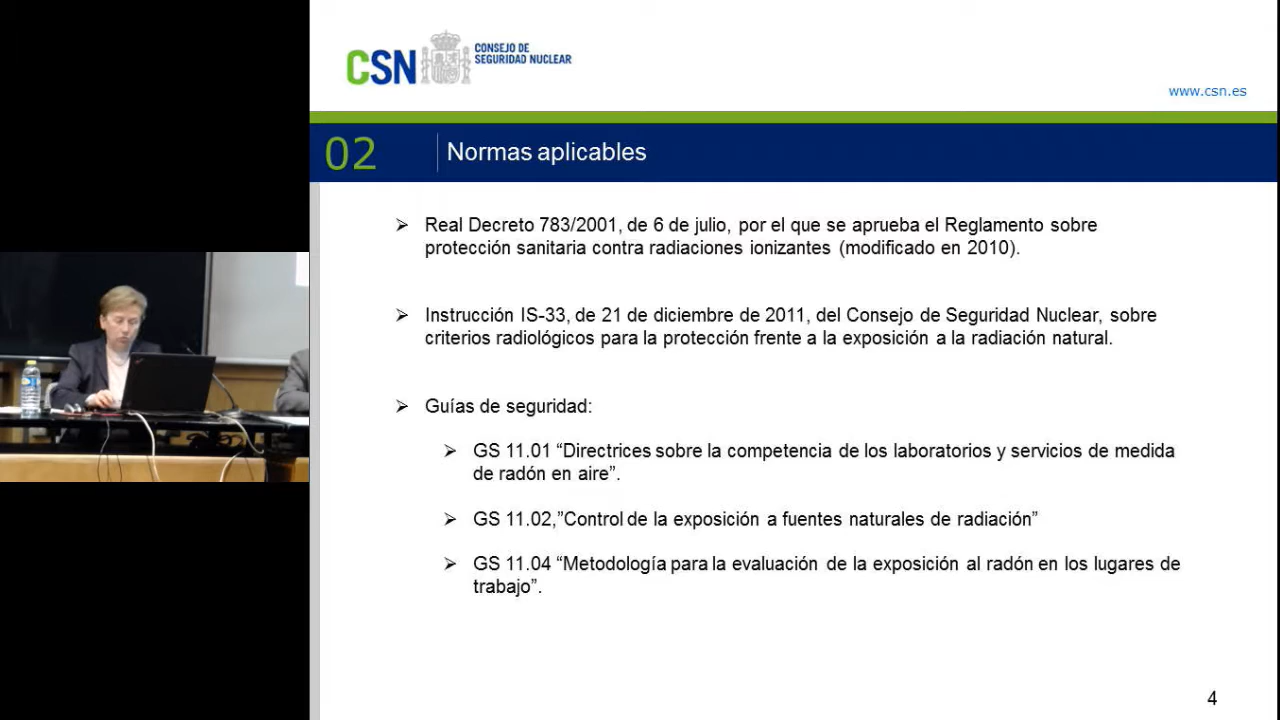 CSN
CONSEJO DE
SEGURIDAD NUCLEAR
www.csn.es
02
Normas aplicables
➢ Real Decreto 783/2001, de 6 de julio, por el que se aprueba el Reglamento sobre
protección sanitaria contra radiaciones ionizantes (modificado en 2010).
➢ Instrucción IS-33, de 21 de diciembre de 2011, del Consejo de Seguridad Nuclear, sobre
criterios radiológicos para la protección frente a la exposición a la radiación natural.
➢ Guías de seguridad:
➢ GS 11.01 “Directrices sobre la competencia de los laboratorios y servicios de medida
de radón en aire”.
➢ GS 11.02,”Control de la exposición a fuentes naturales de radiación”
➢ GS 11.04 “Metodología para la evaluación de la exposición al radón en los lugares de
trabajo”.
4